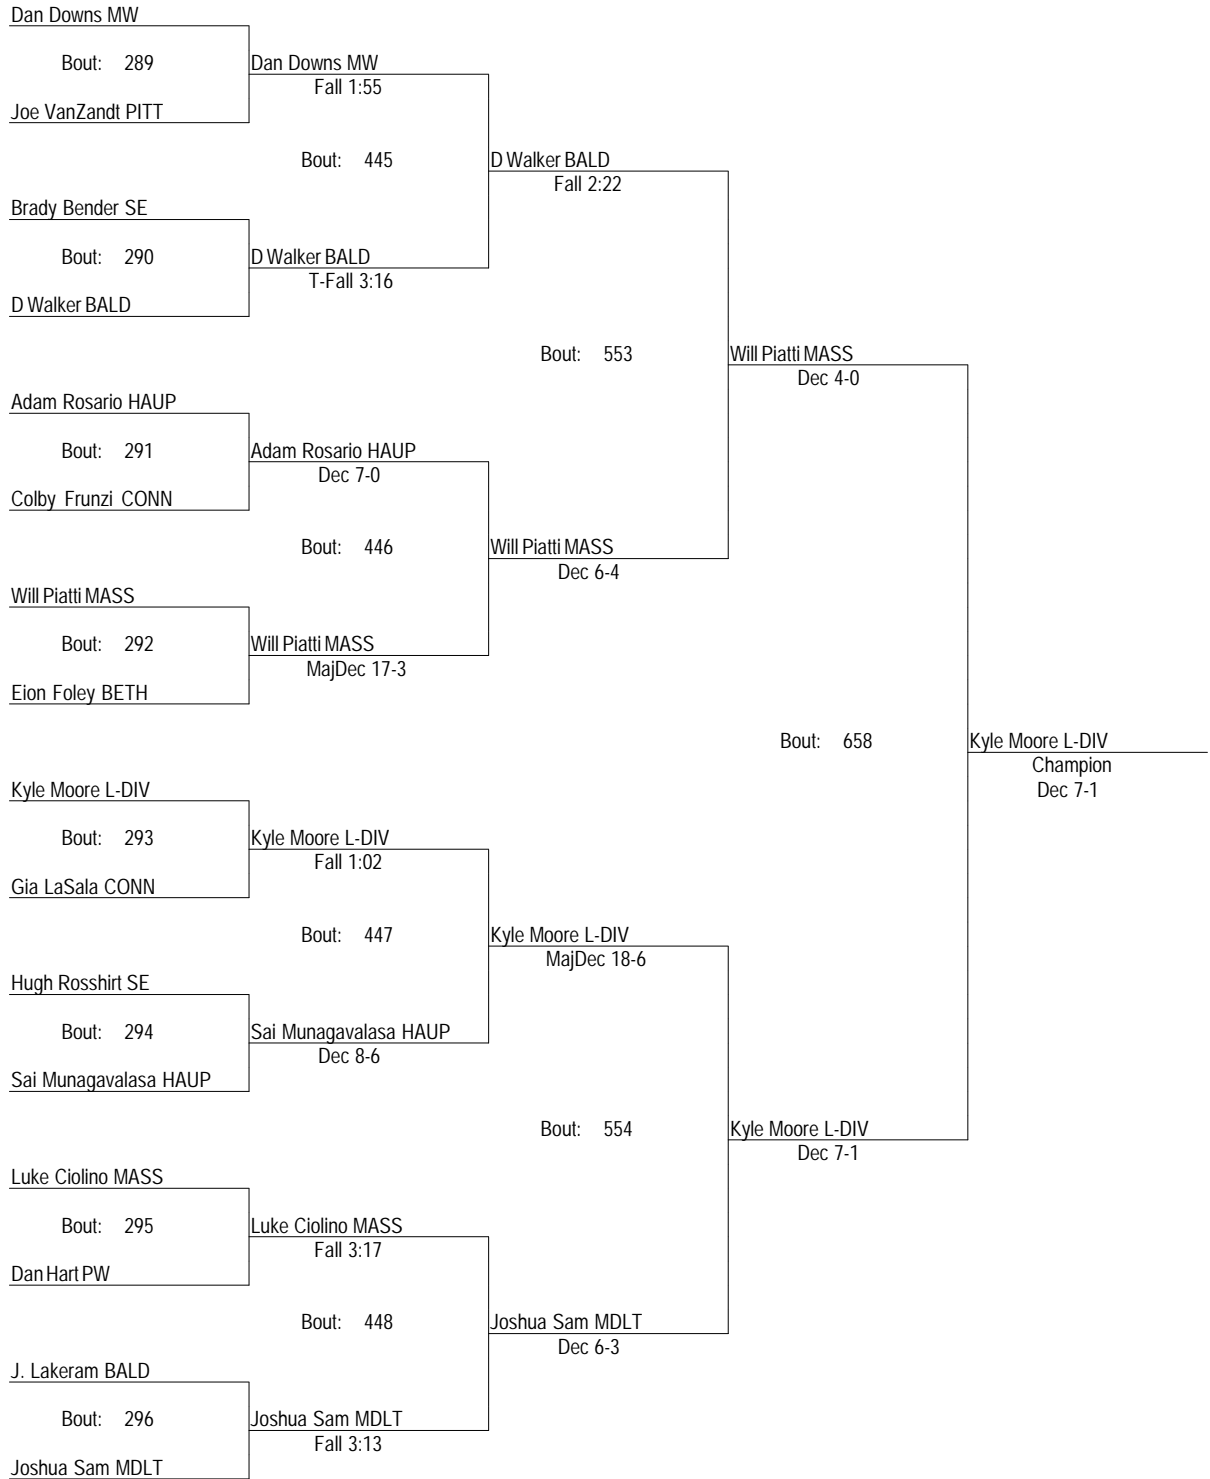 Dan Downs MW
Bout: 289
Dan Downs MW
Fall 1:55
Joe VanZandt PITT
Bout: 445
D Walker BALD
Fall 2:22
Brady Bender SE
Bout: 290
D Walker BALD
T-Fall 3:16
D Walker BALD
Bout: 553
Will Piatti MASS
Dec 4-0
Adam Rosario HAUP
Bout: 291
Adam Rosario HAUP
Dec 7-0
Colby Frunzi CONN
Bout: 446
Will Piatti MASS
Dec 6-4
Will Piatti MASS
Bout: 292
Will Piatti MASS
MajDec 17-3
Eion Foley BETH
Bout: 658
Kyle Moore L-DIV
Champion
Dec 7-1
Kyle Moore L-DIV
Bout: 293
Kyle Moore L-DIV
Fall 1:02
Gia LaSala CONN
Bout: 447
Kyle Moore L-DIV
MajDec 18-6
Hugh Rosshirt SE
Bout: 294
Sai Munagavalasa HAUP
Dec 8-6
Sai Munagavalasa HAUP
Bout: 554
Kyle Moore L-DIV
Dec 7-1
Luke Ciolino MASS
Bout: 295
Luke Ciolino MASS
Fall 3:17
Dan Hart PW
Bout: 448
Joshua Sam MDLT
Dec 6-3
J. Lakeram BALD
Bout: 296
Joshua Sam MDLT
Fall 3:13
Joshua Sam MDLT